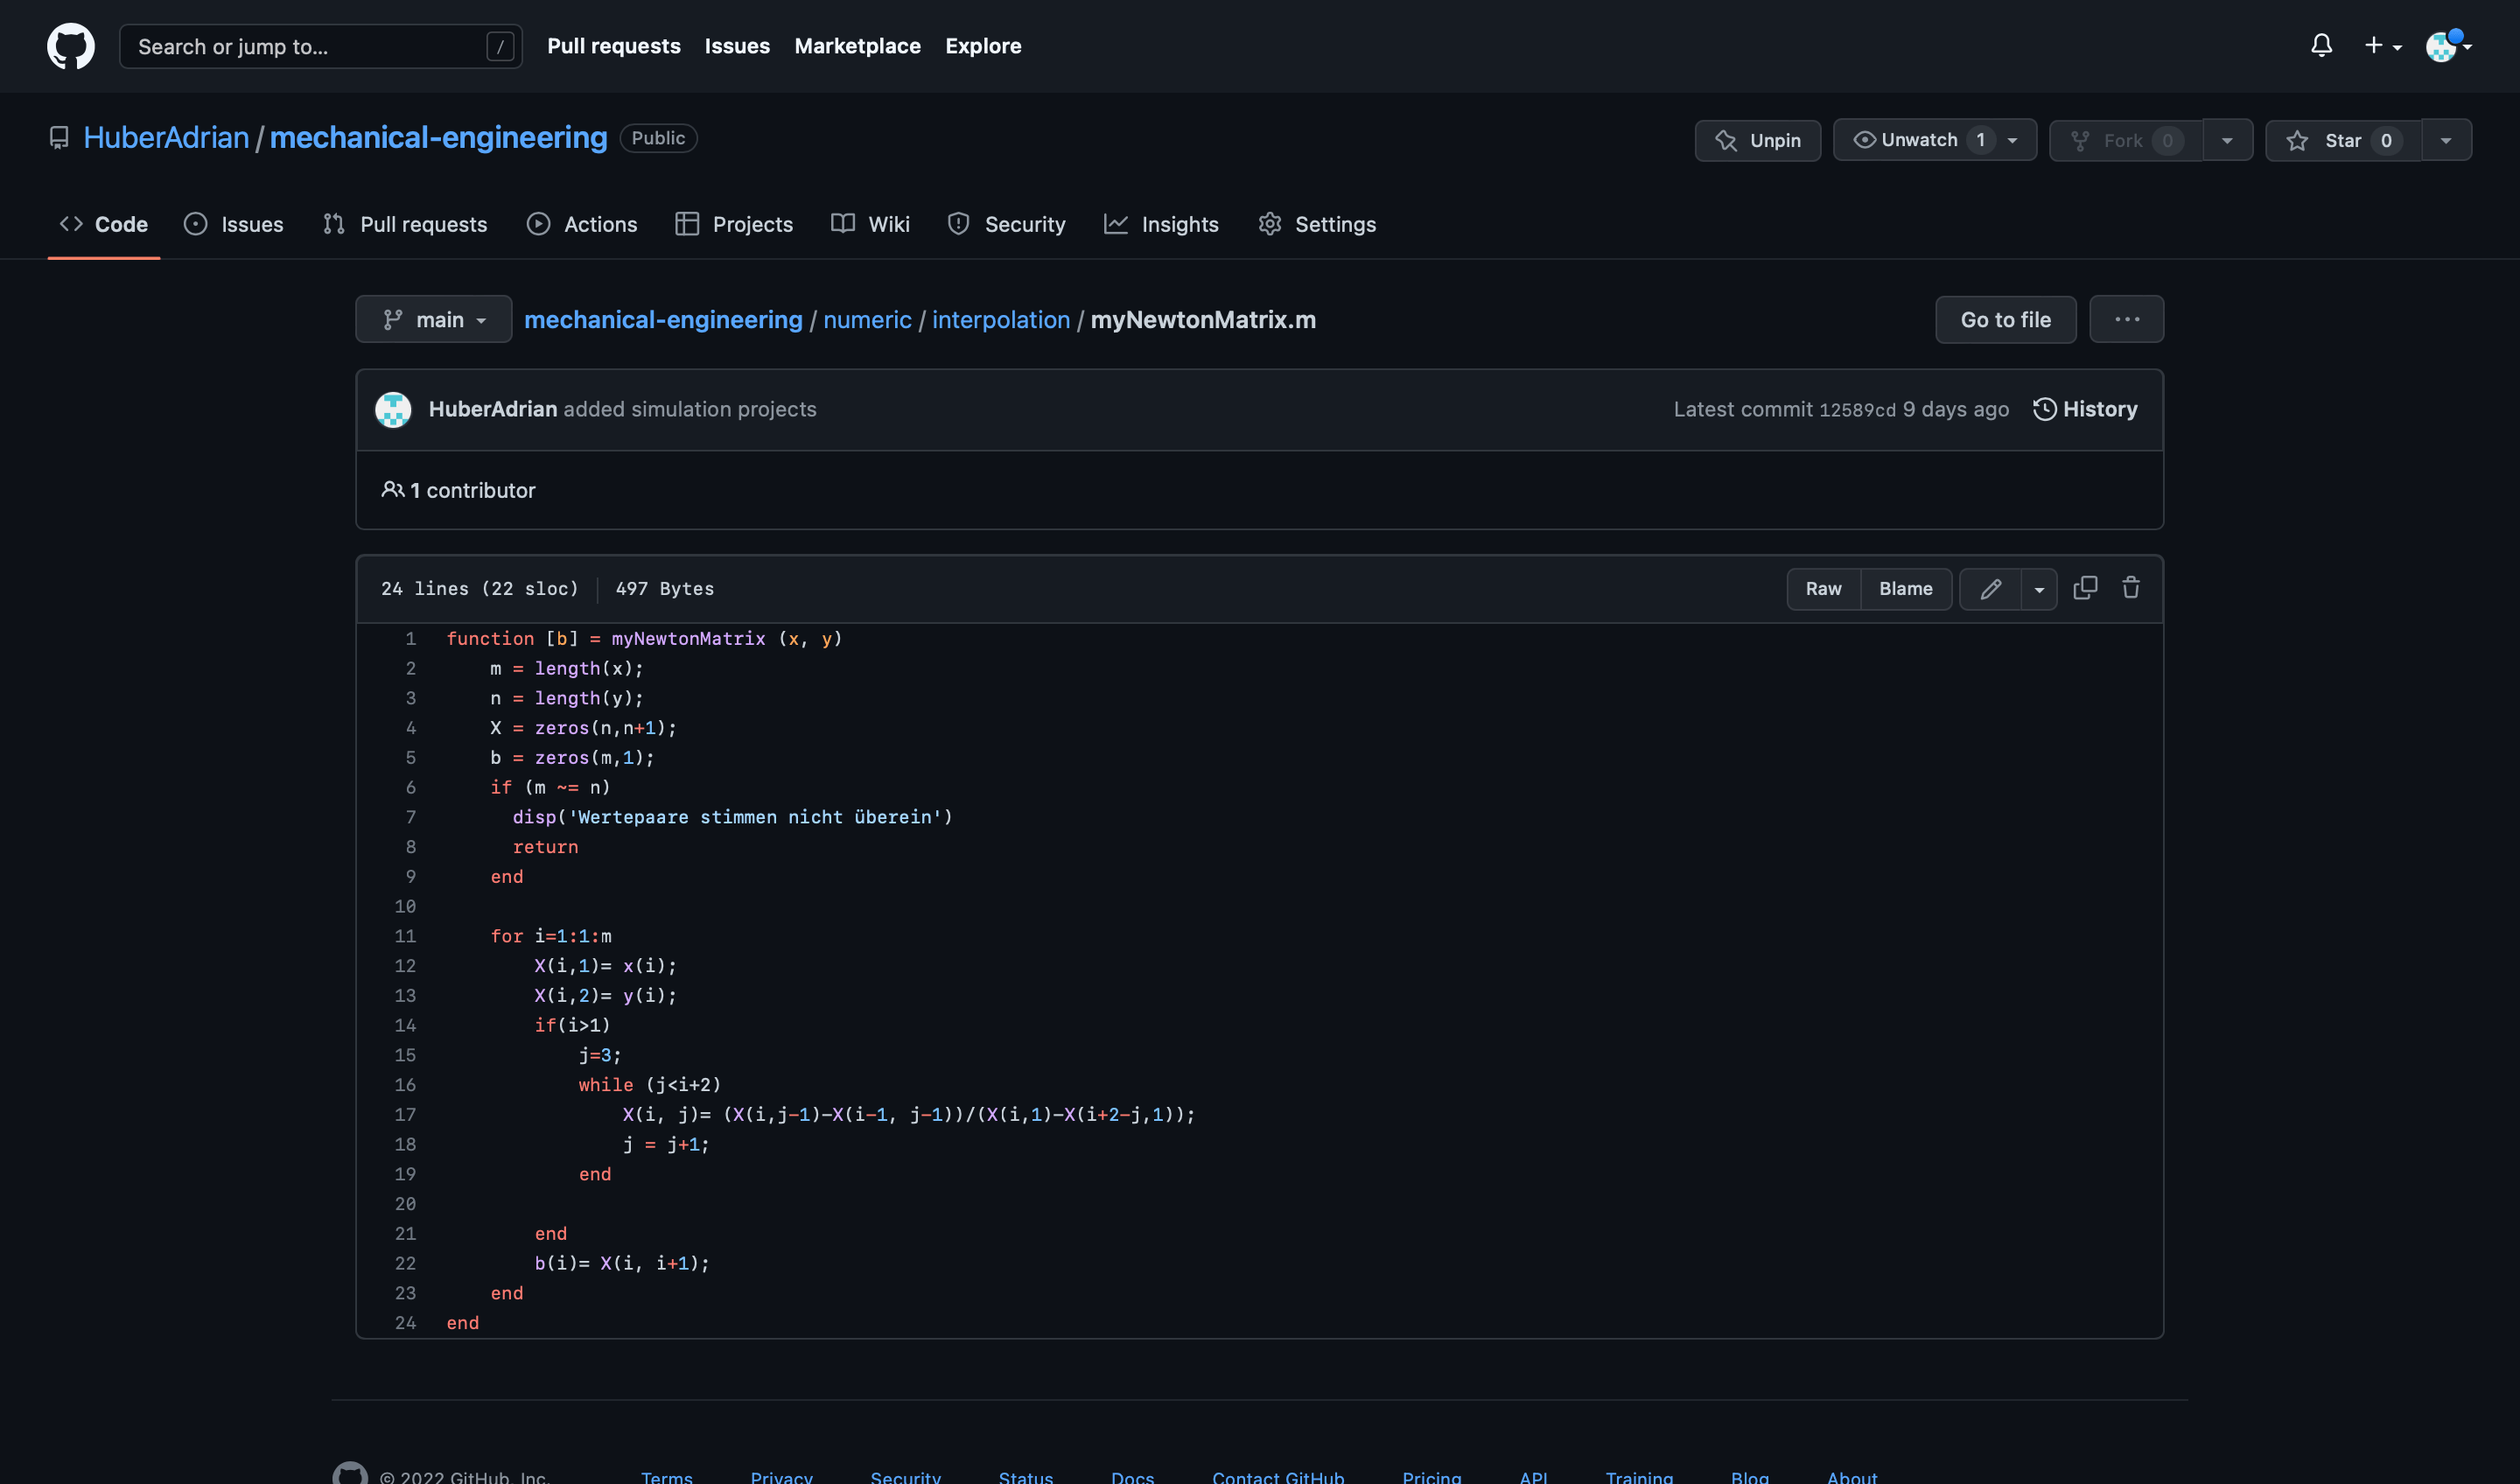 Search or jump to... / Pull requests Issues Marketplace Explore
HuberAdrian / mechanical-engineering Public Unpin Unwatch 1 Fork 0 Star 0
Code Issues Pull requests Actions Projects Wiki Security Insights Settings
main mechanical-engineering / numeric / interpolation / myNewtonMatrix.m Go to file ...
HuberAdrian added simulation projects Latest commit 12589cd 9 days ago History
1 contributor
24 lines (22 sloc) 497 Bytes Raw Blame
1 function [b] = myNewtonMatrix (x, y)
2 m = length(x);
3 n = length(y);
4 X = zeros(n,n+1);
5 b = zeros(m,1);
6 if (m ~= n)
7 disp('Wertepaare stimmen nicht überein')
8 return
9 end
10
11 for i=1:1:m
12 X(i,1)= x(i);
13 X(i,2)= y(i);
14 if(i>1)
15 j=3;
16 while (j<i+2)
17 X(i, j)= (X(i,j-1)-X(i-1, j-1))/(X(i,1)-X(i+2-j,1));
18 j = j+1;
19 end
20
21 end
22 b(i)= X(i, i+1);
23 end
24 end
© 2022 GitHub, Inc. Terms Privacy Security Status Docs Contact GitHub Pricing API Training Blog About